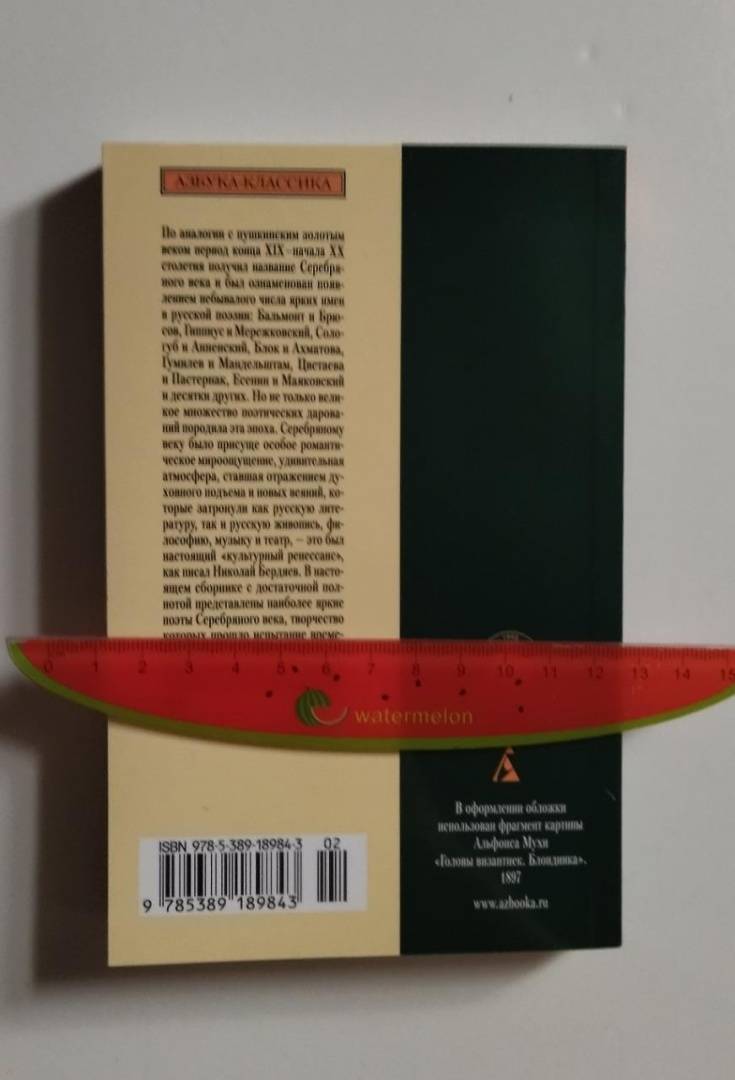 АЗБУКА-КЛАССИКА
По аналогии с пушкинским золотым
веком период конца XIX – начала XX
столетия получил название Серебря-
ного века и был ознаменован появ-
лением небывалого числа ярких имен
в русской поэзии: Бальмонт и Брю-
сов, Гиппиус и Мережковский, Соло-
губ и Анненский, Блок и Ахматова,
Гумилев и Мандельштам, Цветаева
и Пастернак, Есенин и Маяковский
и десятки других. Но не только вели-
кое множество поэтических дарова-
ний породила эта эпоха. Серебряному
веку было присуще особое романти-
ческое мироощущение, удивительная
атмосфера, ставшая отражением ду-
ховного подъема и новых веяний, ко-
торые затронули как русскую лите-
ратуру, так и русскую живопись, фи-
лософию, музыку и театр, – это был
настоящий «культурный ренессанс»,
как писал Николай Бердяев. В насто-
ящем сборнике с достаточной пол-
нотой представлены наиболее яркие
поэты Серебряного века, творчество
которых прошло испытание време-
0 1 2 3 4 5 6 7 8 9 10 11 12 13 14 15
watermelon
В оформлении обложки
использован фрагмент картины
Альфонса Мухи
«Головы византиек. Блондинка».
1897
www.azbooka.ru
ISBN 978-5-389-18984-3 02
9 785389 189843